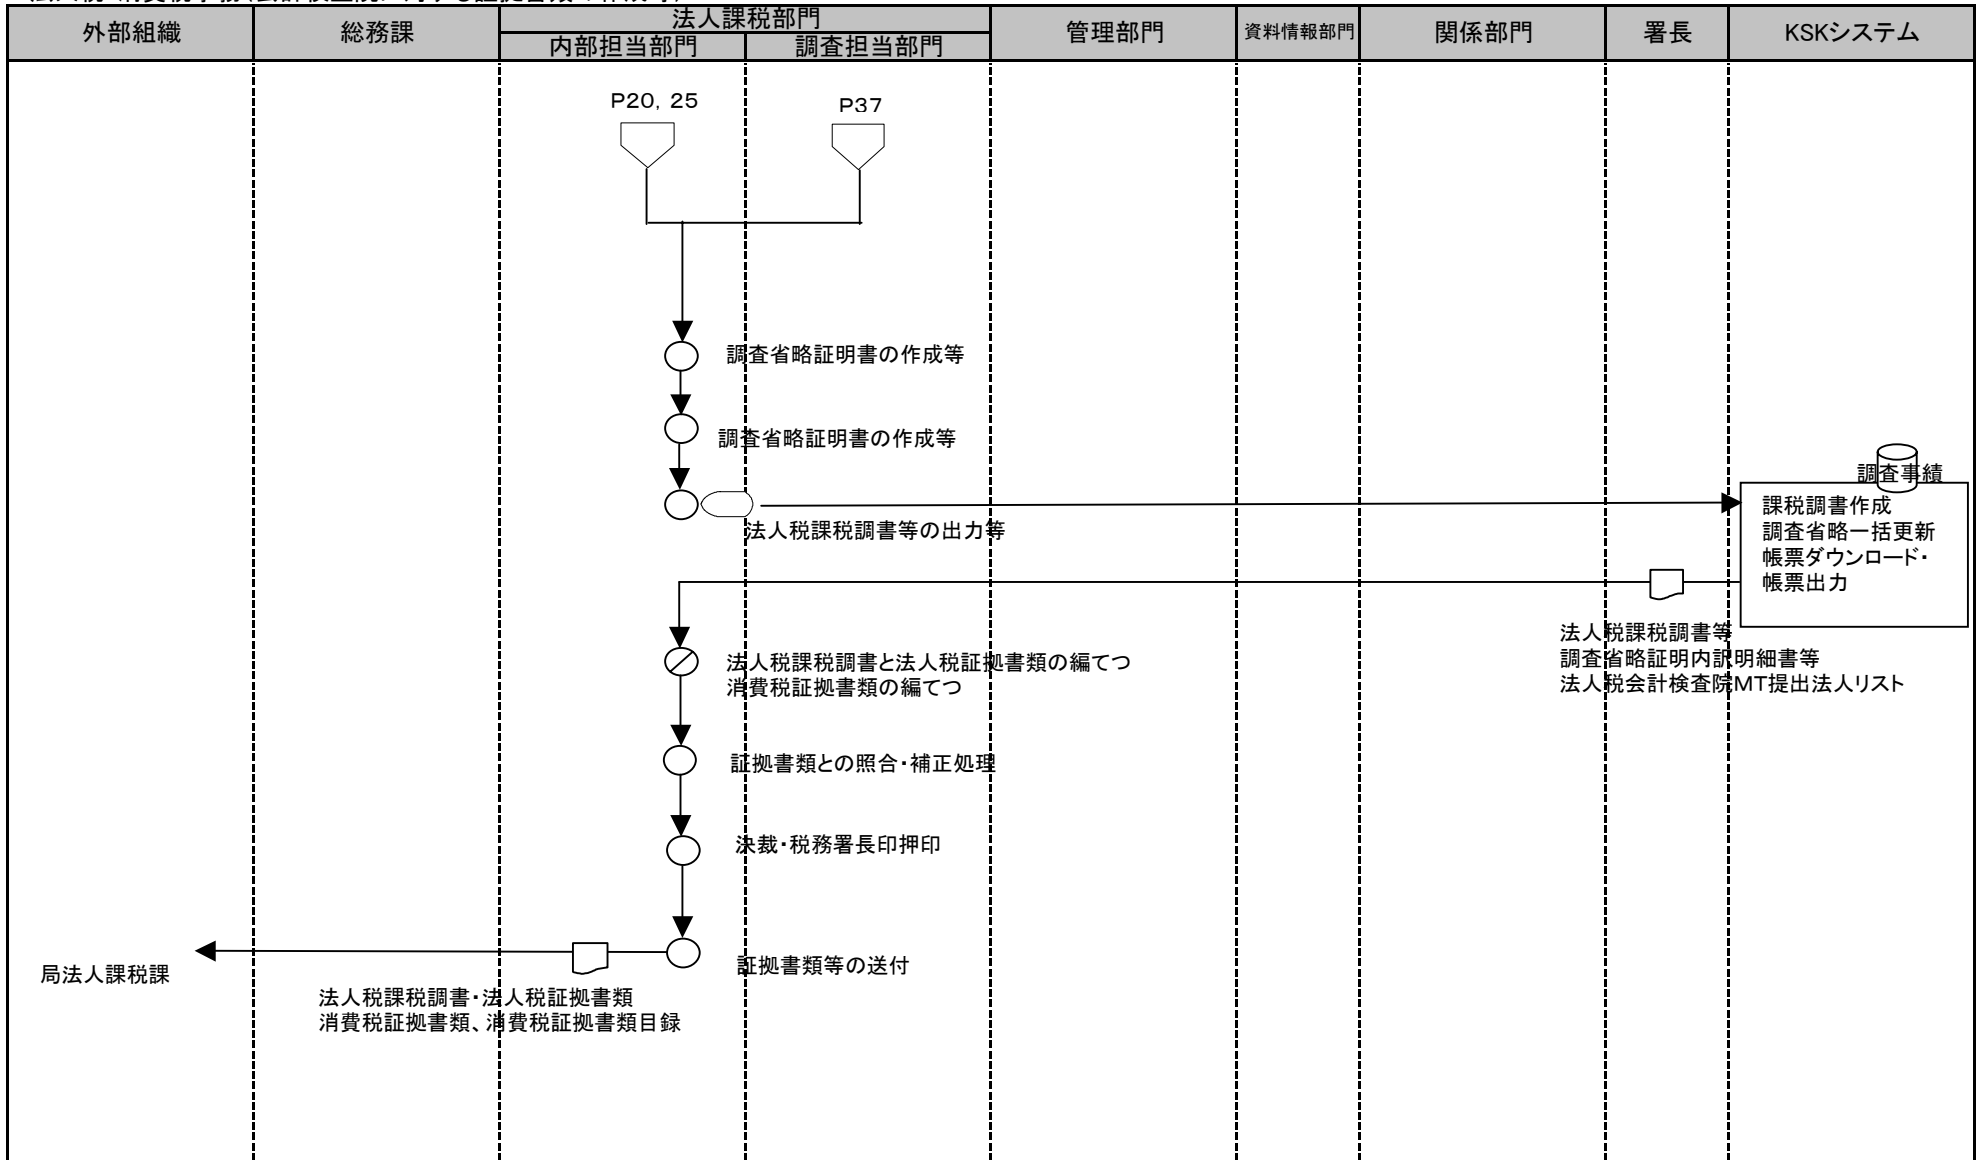 外部組織
総務課
法人課税部門
内部担当部門
調査担当部門
管理部門
資料情報部門
関係部門
署長
KSKシステム
P20, 25
P37
調査省略証明書の作成等
調査省略証明書の作成等
調査事績
課税調書作成
調査省略一括更新
帳票ダウンロード・
帳票出力
法人税課税調書等の出力等
法人税課税調書等
調査省略証明内訳明細書等
法人税会計検査院MT提出法人リスト
法人税課税調書と法人税証拠書類の編てつ
消費税証拠書類の編てつ
証拠書類との照合・補正処理
決裁・税務署長印押印
証拠書類等の送付
局法人課税課
法人税課税調書・法人税証拠書類
消費税証拠書類、消費税証拠書類目録